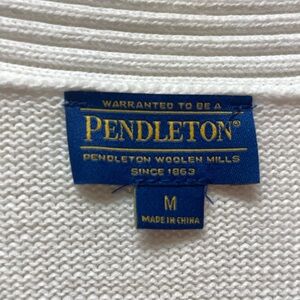 WARRANTED TO BE A
PENDLETON®
PENDLETON WOOLEN MILLS
SINCE 1863
M
MADE IN CHINA